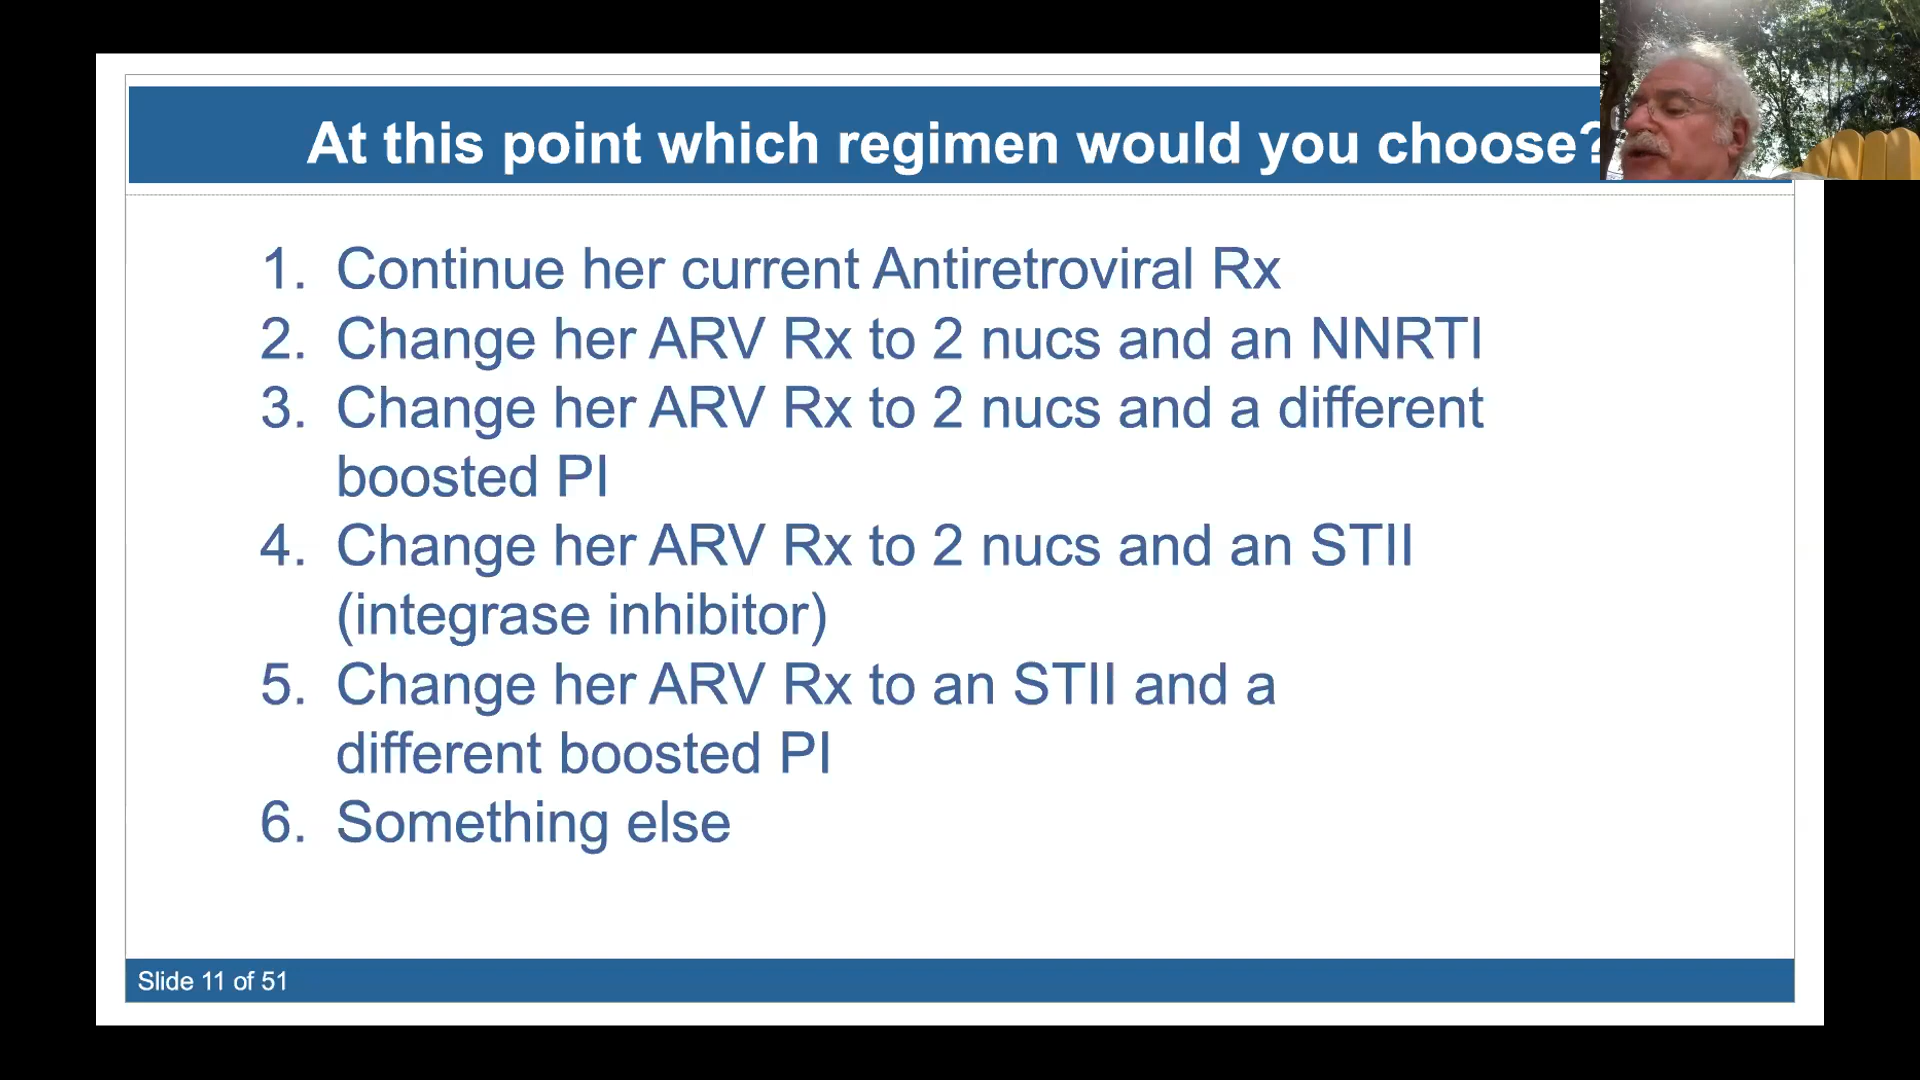 At this point which regimen would you choose?
1. Continue her current Antiretroviral Rx
2. Change her ARV Rx to 2 nucs and an NNRTI
3. Change her ARV Rx to 2 nucs and a different
boosted PI
4. Change her ARV Rx to 2 nucs and an STII
(integrase inhibitor)
5. Change her ARV Rx to an STII and a
different boosted PI
6. Something else
Slide 11 of 51